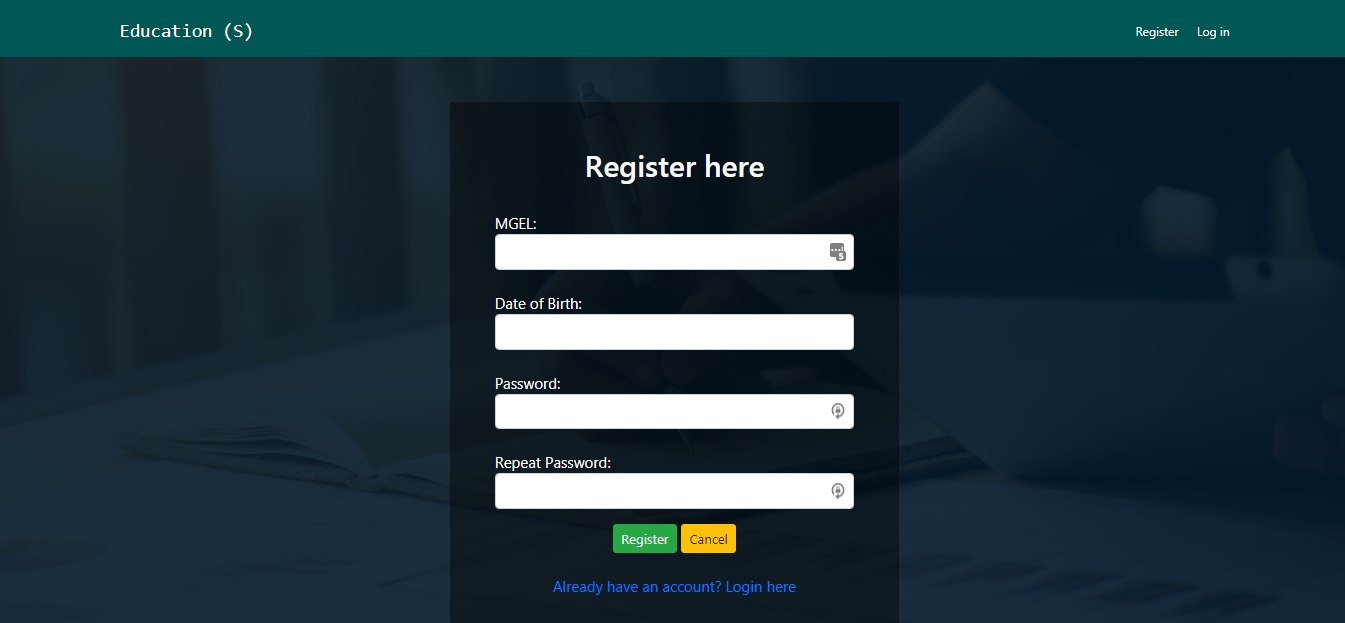 Education (S)
Register Log in
Register here
MGEL:
Date of Birth:
Password:
Repeat Password:
Register Cancel
Already have an account? Login here